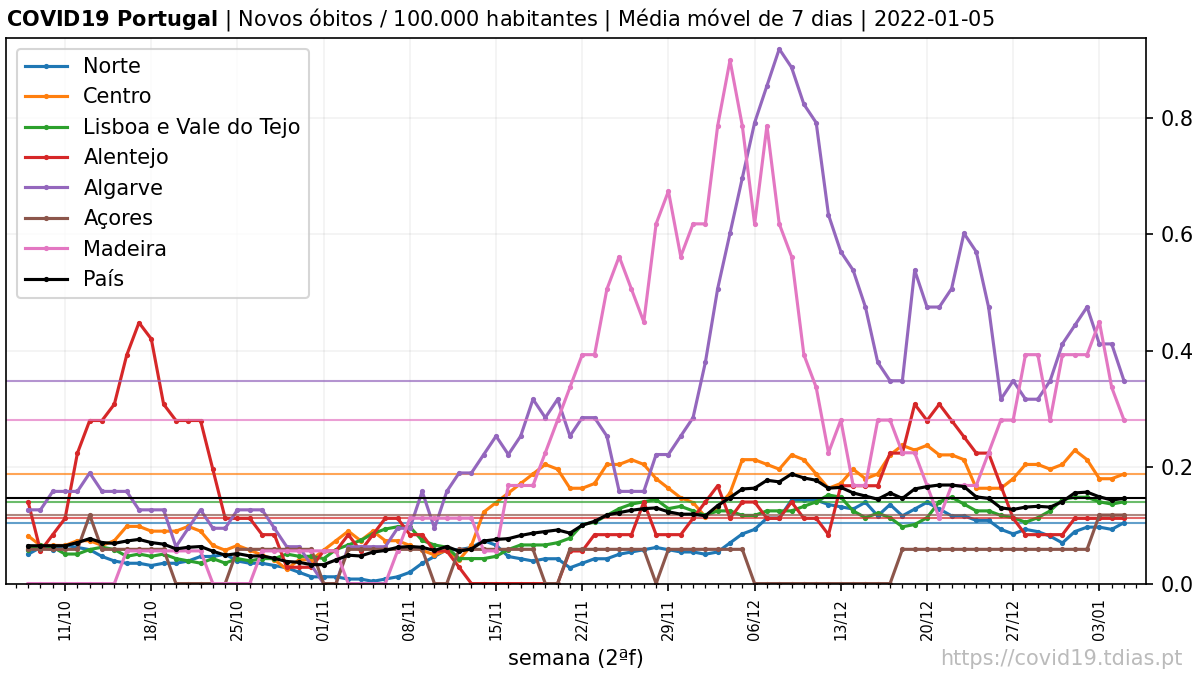 COVID19 Portugal | Novos óbitos / 100.000 habitantes | Média móvel de 7 dias | 2022-01-05
Norte
Centro
Lisboa e Vale do Tejo
Alentejo
Algarve
Açores
Madeira
País
0.8
0.6
0.4
0.2
0.0
11/10 18/10 25/10 01/11 08/11 15/11 22/11 29/11 06/12 13/12 20/12 27/12 03/01
semana (2ªf)
https://covid19.tdias.pt